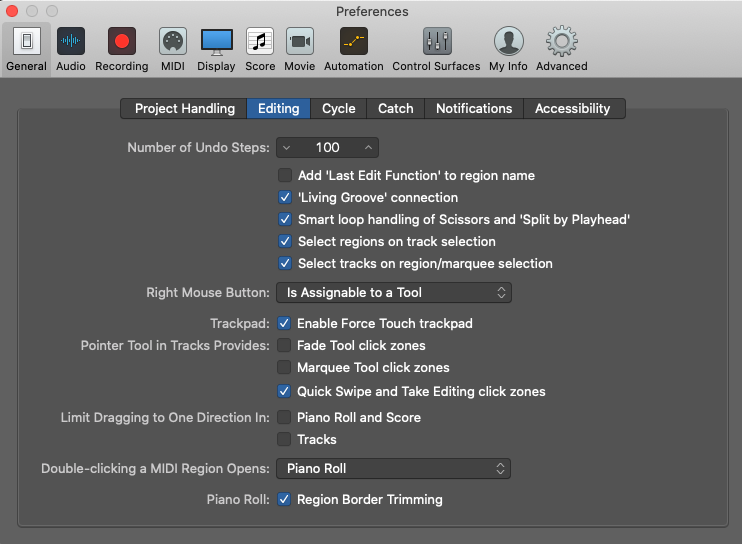 Preferences
General Audio Recording MIDI Display Score Movie Automation Control Surfaces My Info Advanced
Project Handling Editing Cycle Catch Notifications Accessibility
Number of Undo Steps: 100
Add 'Last Edit Function' to region name
'Living Groove' connection
Smart loop handling of Scissors and 'Split by Playhead'
Select regions on track selection
Select tracks on region/marquee selection
Right Mouse Button: Is Assignable to a Tool
Trackpad: Enable Force Touch trackpad
Pointer Tool in Tracks Provides: Fade Tool click zones
Marquee Tool click zones
Quick Swipe and Take Editing click zones
Limit Dragging to One Direction In: Piano Roll and Score
Tracks
Double-clicking a MIDI Region Opens: Piano Roll
Piano Roll: Region Border Trimming